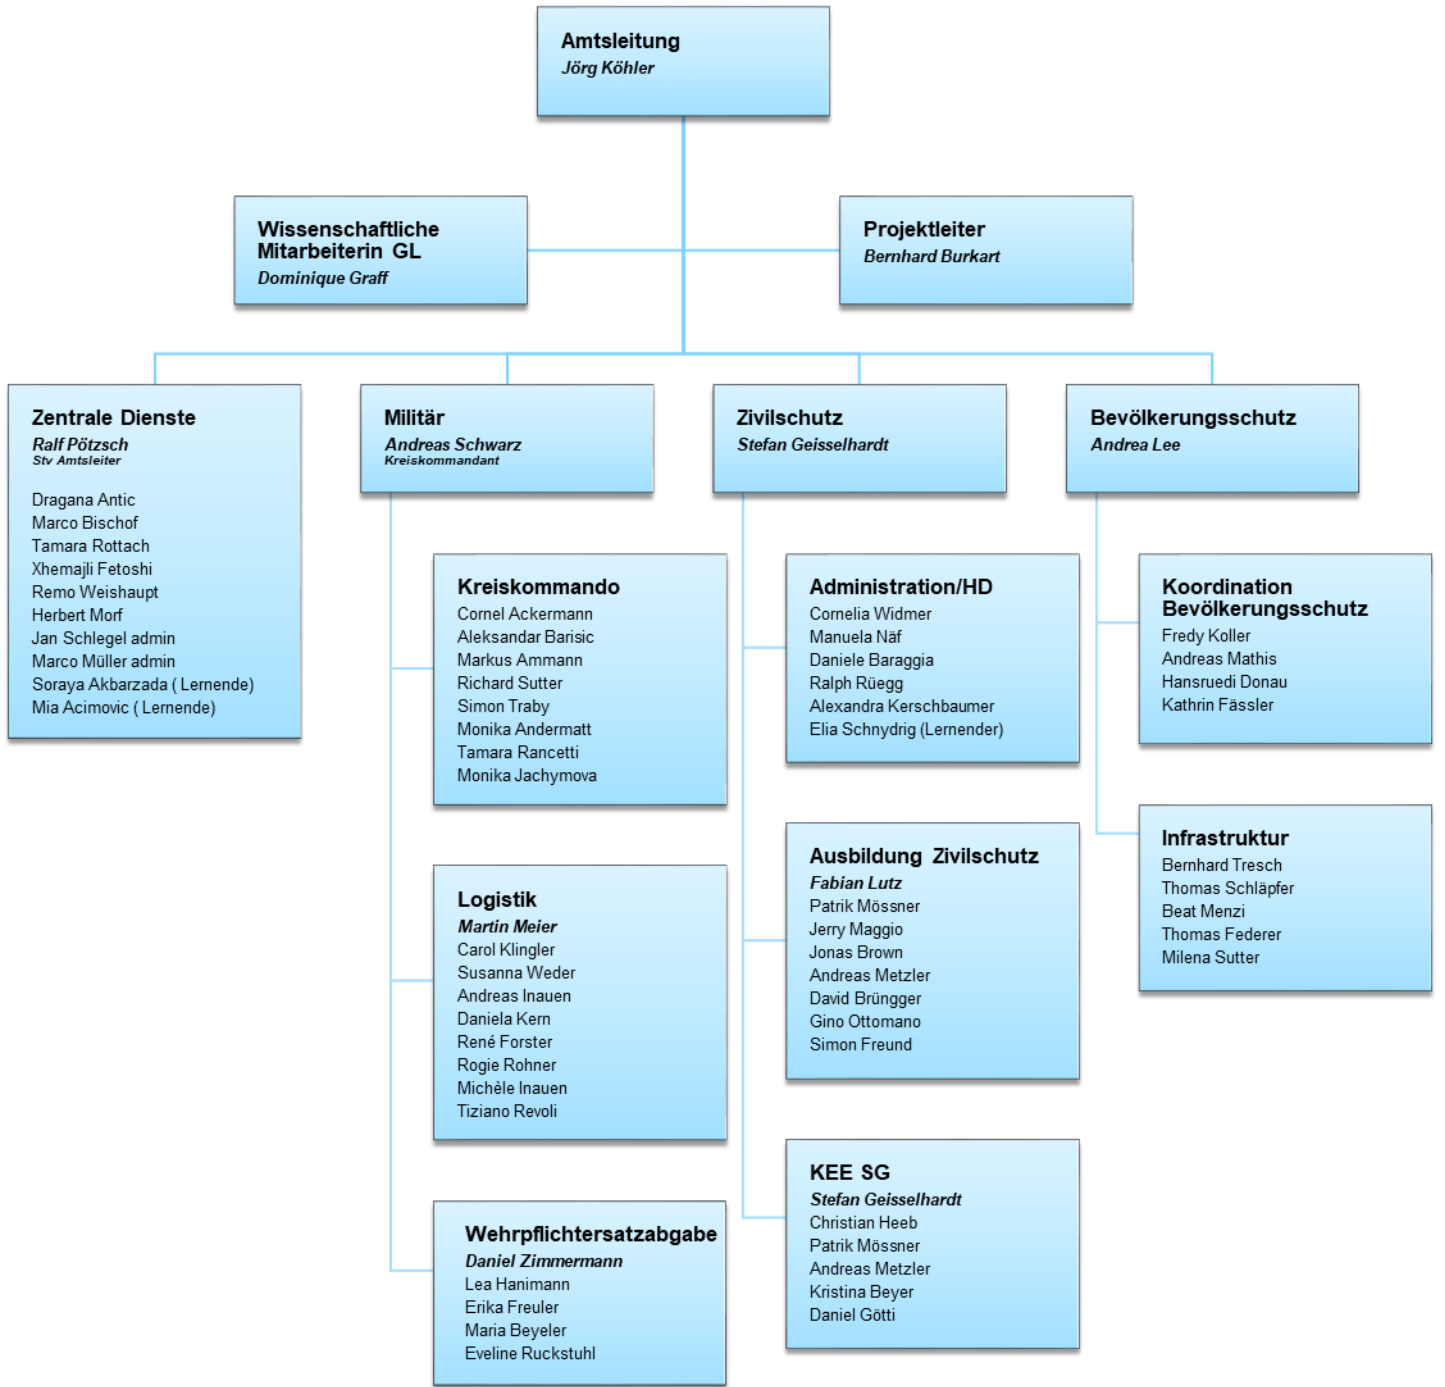 Amtsleitung
Jörg Köhler
Wissenschaftliche
Mitarbeiterin GL
Dominique Graff
Projektleiter
Bernhard Burkart
Zentrale Dienste
Ralf Pötzsch
Stv Amtsleiter
Dragana Antic
Marco Bischof
Tamara Rottach
Xhemajli Fetoshi
Remo Weishaupt
Herbert Morf
Jan Schlegel admin
Marco Müller admin
Soraya Akbarzada ( Lernende)
Mia Acimovic ( Lernende)
Militär
Andreas Schwarz
Kreiskommandant
Kreiskommando
Cornel Ackermann
Aleksandar Barisic
Markus Ammann
Richard Sutter
Simon Traby
Monika Andermatt
Tamara Rancetti
Monika Jachymova
Logistik
Martin Meier
Carol Klingler
Susanna Weder
Andreas Inauen
Daniela Kern
René Forster
Rogie Rohner
Michèle Inauen
Tiziano Revoli
Wehrpflichtersatzabgabe
Daniel Zimmermann
Lea Hanimann
Erika Freuler
Maria Beyeler
Eveline Ruckstuhl
Zivilschutz
Stefan Geisselhardt
Administration/HD
Cornelia Widmer
Manuela Näf
Daniele Baraggia
Ralph Rüegg
Alexandra Kerschbaumer
Elia Schnydrig (Lernender)
Ausbildung Zivilschutz
Fabian Lutz
Patrik Mössner
Jerry Maggio
Jonas Brown
Andreas Metzler
David Brüngger
Gino Ottomano
Simon Freund
KEE SG
Stefan Geisselhardt
Christian Heeb
Patrik Mössner
Andreas Metzler
Kristina Beyer
Daniel Götti
Bevölkerungsschutz
Andrea Lee
Koordination
Bevölkerungsschutz
Fredy Koller
Andreas Mathis
Hansruedi Donau
Kathrin Fässler
Infrastruktur
Bernhard Tresch
Thomas Schläpfer
Beat Menzi
Thomas Federer
Milena Sutter